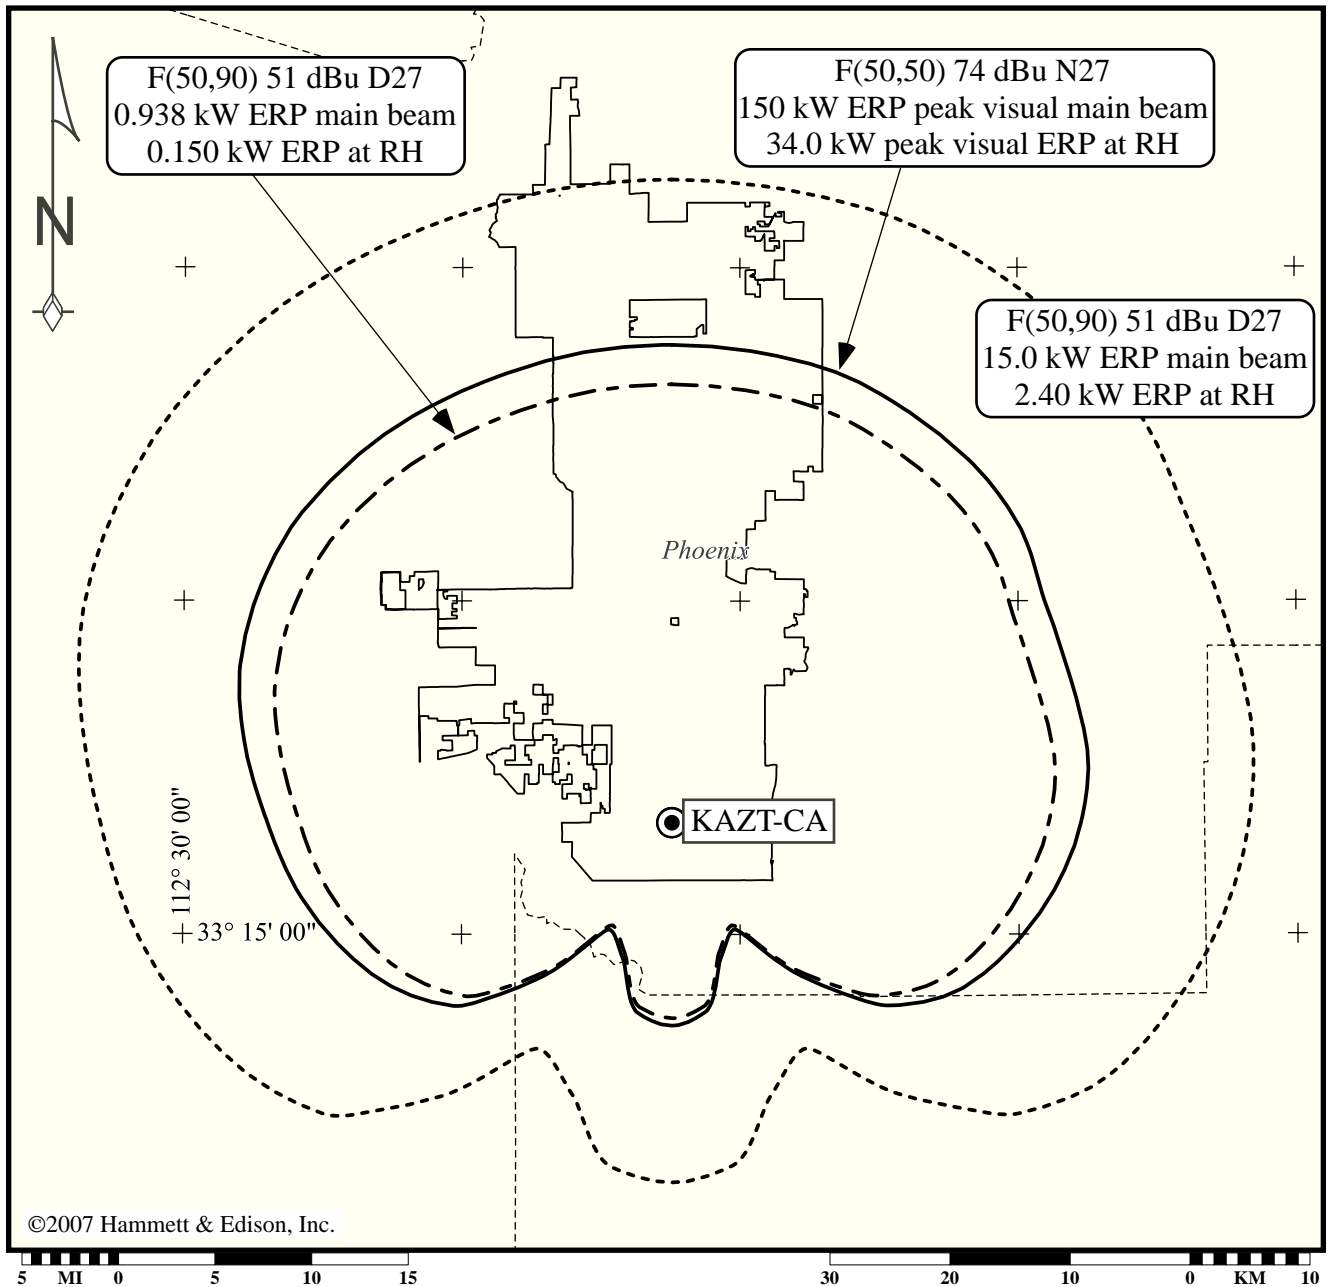 F(50,90) 51 dBu D27
0.938 kW ERP main beam
0.150 kW ERP at RH
F(50,50) 74 dBu N27
150 kW ERP peak visual main beam
34.0 kW peak visual ERP at RH
N
F(50,90) 51 dBu D27
15.0 kW ERP main beam
2.40 kW ERP at RH
Phoenix
KAZT-CA
112° 30' 00"
33° 15' 00"
©2007 Hammett & Edison, Inc.
5 MI 0 5 10 15 30 20 10 0 KM 10